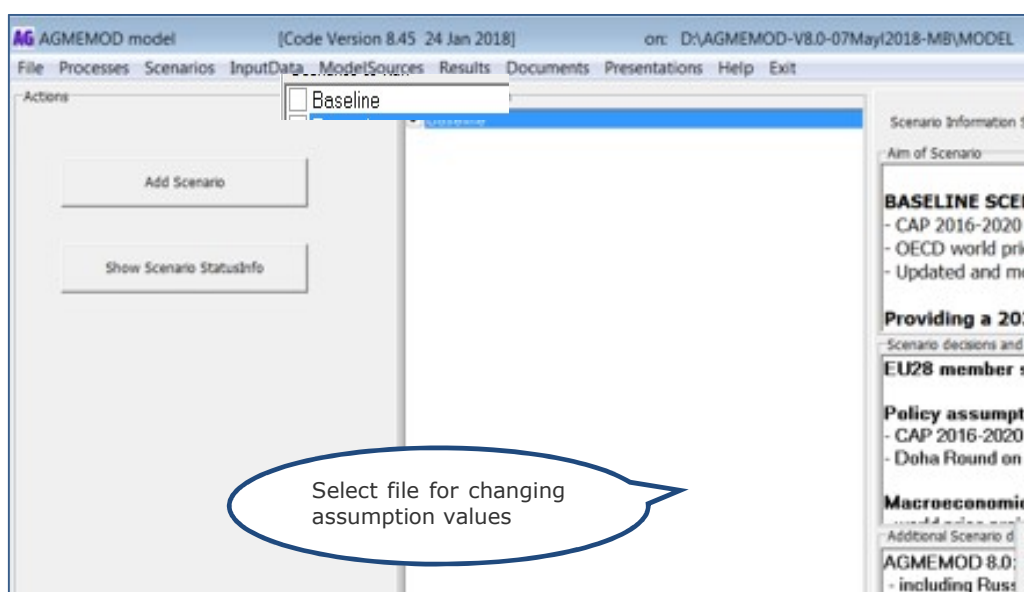 AG AGMEMOD model [Code Version 8.45 24 Jan 2018] on: D:\AGMEMOD-V8.0-07Mayl2018-MB\MODEL
File Processes Scenarios InputData ModelSources Results Documents Presentations Help Exit
Actions
Baseline
Baseline
Add Scenario
Show Scenario StatusInfo
Scenario Information
Aim of Scenario
BASELINE
- CAP 2016-2020
- OECD world
- Updated and
Providing a
Scenario decisions and
EU28 member
Policy
- CAP 2016-2020
- Doha Round on
Select file for changing
assumption values
Additional Scenario
AGMEMOD 8.0:
- including